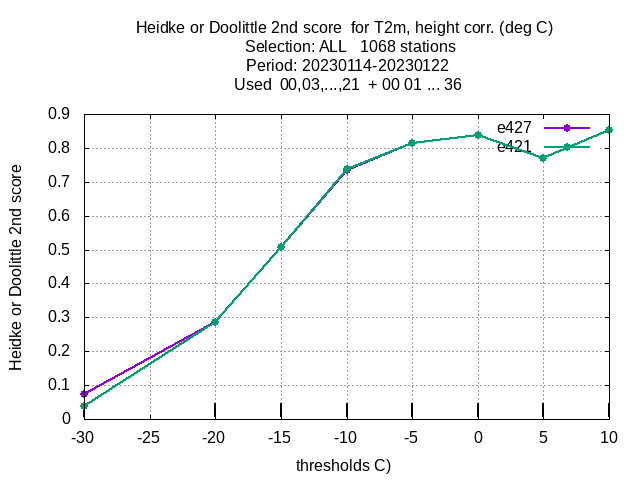 Heidke or Doolittle 2nd score  for T2m, height corr. (deg C)
Selection: ALL   1068 stations
Period: 20230114-20230122
Used  00,03,...,21  + 00 01 ... 36
e427
e421
Heidke or Doolittle 2nd score
0.9
0.8
0.7
0.6
0.5
0.4
0.3
0.2
0.1
0
-30 -25 -20 -15 -10 -5 0 5 10
thresholds C)